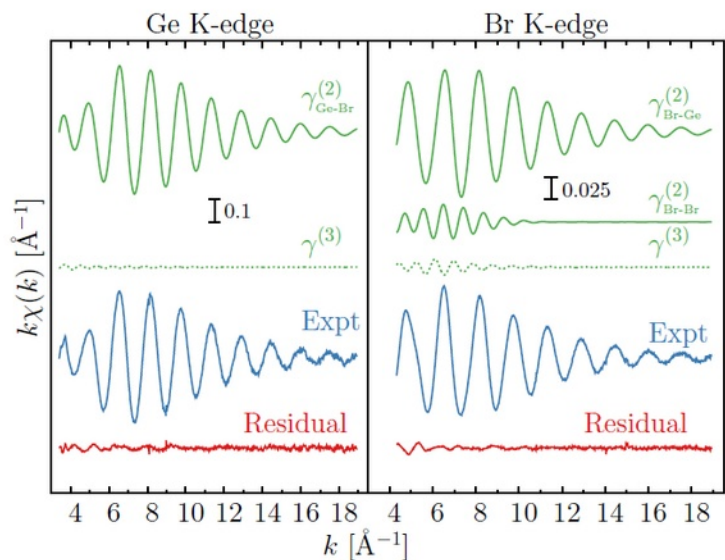 Ge K-edge
Br K-edge
γ(2)Ge-Br
0.1
γ(3)
Expt
Residual
γ(2)Br-Ge
0.025
γ(2)Br-Br
γ(3)
Expt
Residual
kχ(k) [Å⁻¹]
4 6 8 10 12 14 16 18
4 6 8 10 12 14 16 18
k [Å⁻¹]